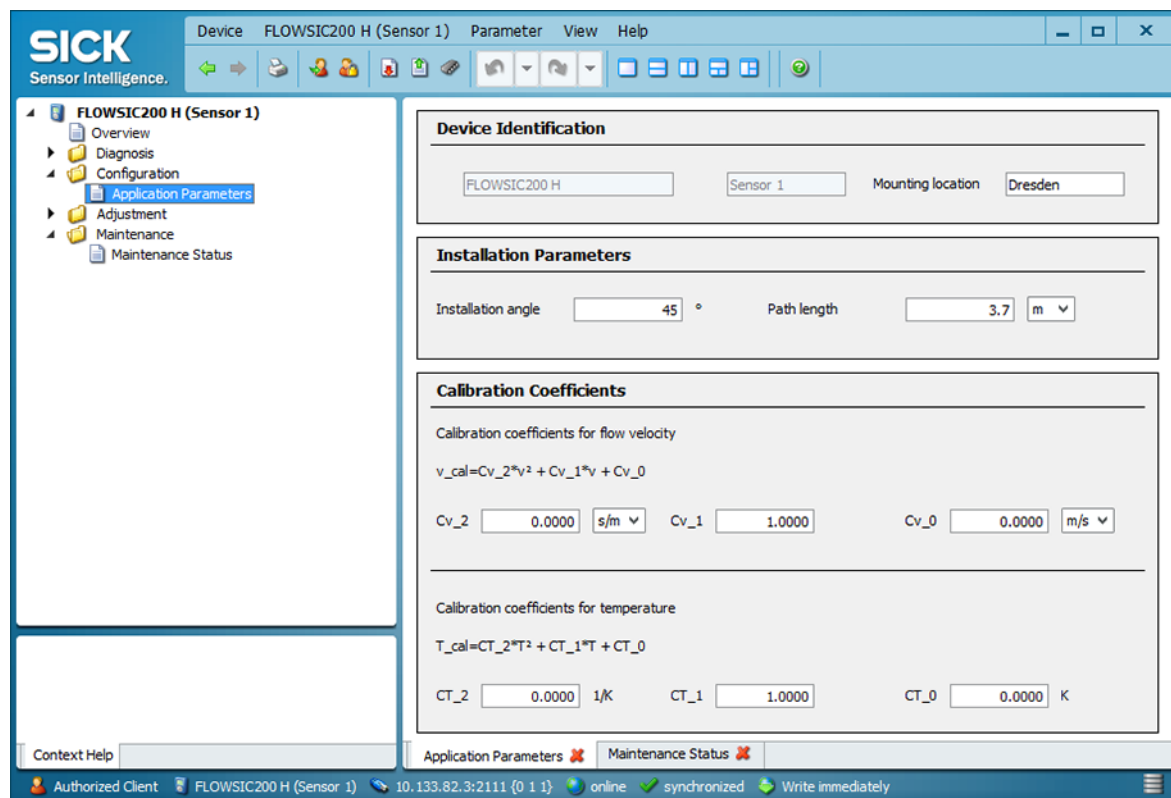 SICK
Sensor Intelligence.
Device FLOWSIC200 H (Sensor 1) Parameter View Help
FLOWSIC200 H (Sensor 1)
Overview
Diagnosis
Configuration
Application Parameters
Adjustment
Maintenance
Maintenance Status
Context Help
Device Identification
FLOWSIC200 H Sensor 1 Mounting location Dresden
Installation Parameters
Installation angle 45 ° Path length 3.7 m
Calibration Coefficients
Calibration coefficients for flow velocity
v_cal=Cv_2*v² + Cv_1*v + Cv_0
Cv_2 0.0000 s/m Cv_1 1.0000 Cv_0 0.0000 m/s
Calibration coefficients for temperature
T_cal=CT_2*T² + CT_1*T + CT_0
CT_2 0.0000 1/K CT_1 1.0000 CT_0 0.0000 K
Application Parameters Maintenance Status
Authorized Client FLOWSIC200 H (Sensor 1) 10.133.82.3:2111 {0 1 1} online synchronized Write immediately